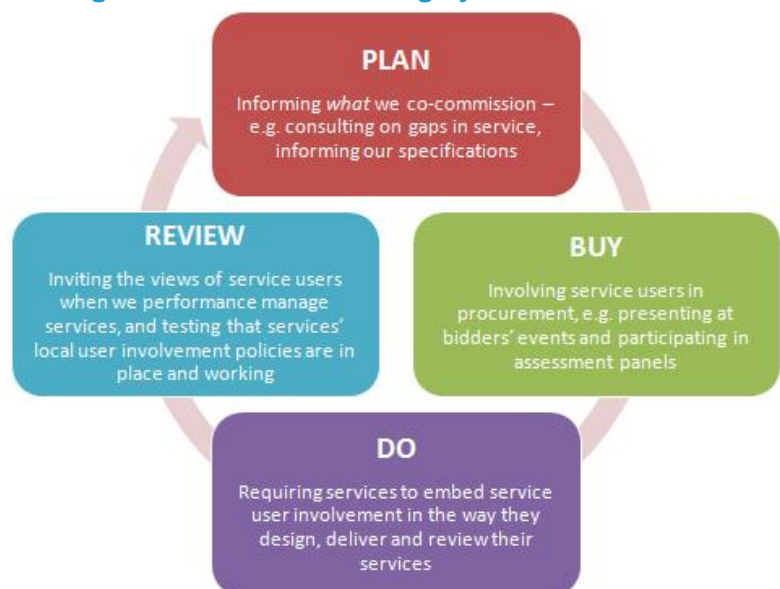 PLAN
Informing what we co-commission –
e.g. consulting on gaps in service,
informing our specifications
BUY
Involving service users in
procurement, e.g. presenting at
bidders' events and participating in
assessment panels
DO
Requiring services to embed service
user involvement in the way they
design, deliver and review their
services
REVIEW
Inviting the views of service users
when we performance manage
services, and testing that services'
local user involvement policies are in
place and working